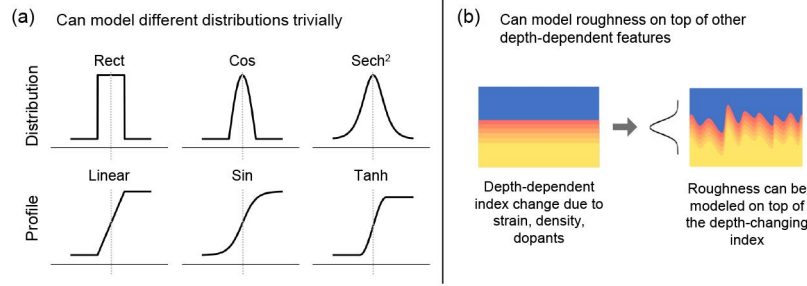 (a) Can model different distributions trivially
Rect Cos Sech²
Distribution
Linear Sin Tanh
Profile
(b) Can model roughness on top of other
depth-dependent features
Depth-dependent
index change due to
strain, density,
dopants
Roughness can be
modeled on top of
the depth-changing
index